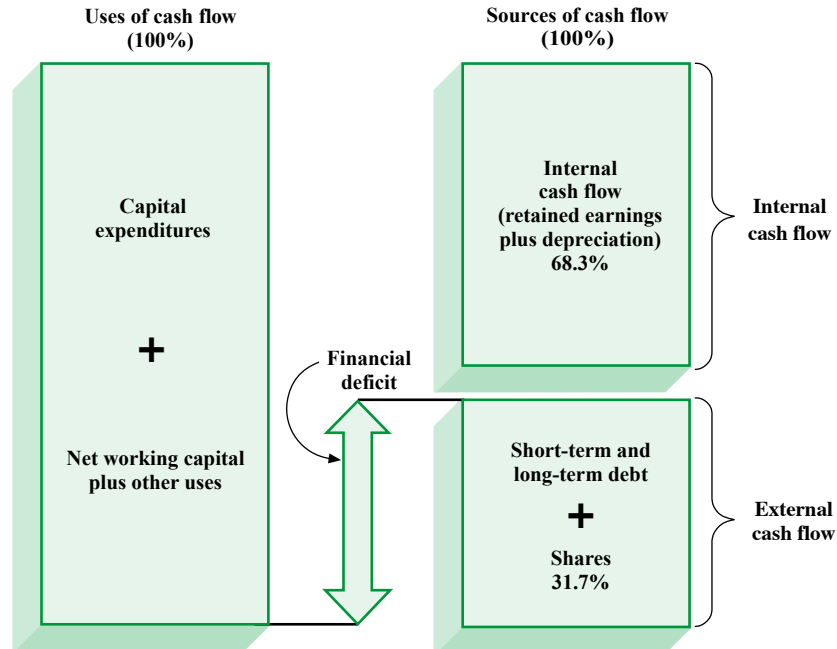 Uses of cash flow
(100%)
Sources of cash flow
(100%)
Capital
expenditures
+
Net working capital
plus other uses
Financial
deficit
Internal
cash flow
(retained earnings
plus depreciation)
68.3%
Internal
cash flow
Short-term and
long-term debt
+
Shares
31.7%
External
cash flow